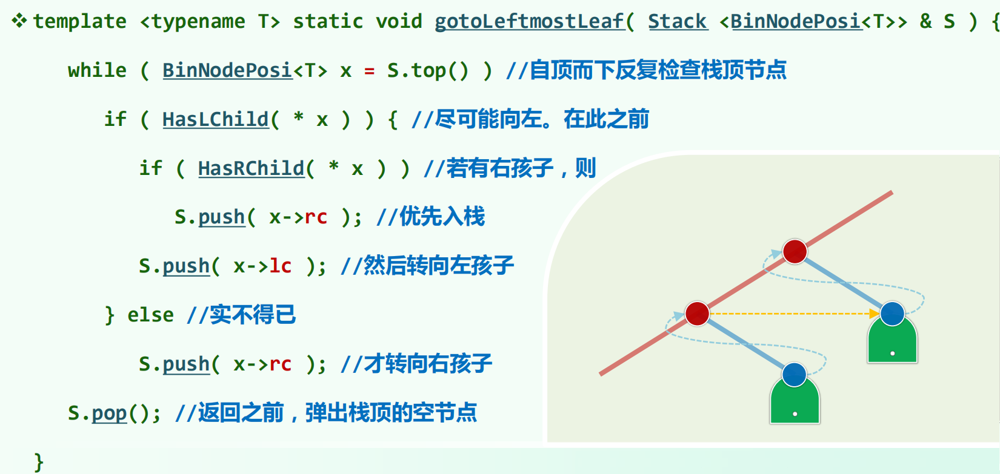 ❖ template <typename T> static void gotoLeftmostLeaf( Stack <BinNodePosi<T>> & S ) {
while ( BinNodePosi<T> x = S.top() ) //自顶而下反复检查栈顶节点
if ( HasLChild( * x ) ) { //尽可能向左。在此之前
if ( HasRChild( * x ) ) //若有右孩子，则
S.push( x->rc ); //优先入栈
S.push( x->lc ); //然后转向左孩子
} else //实不得已
S.push( x->rc ); //才转向右孩子
S.pop(); //返回之前，弹出栈顶的空节点
}